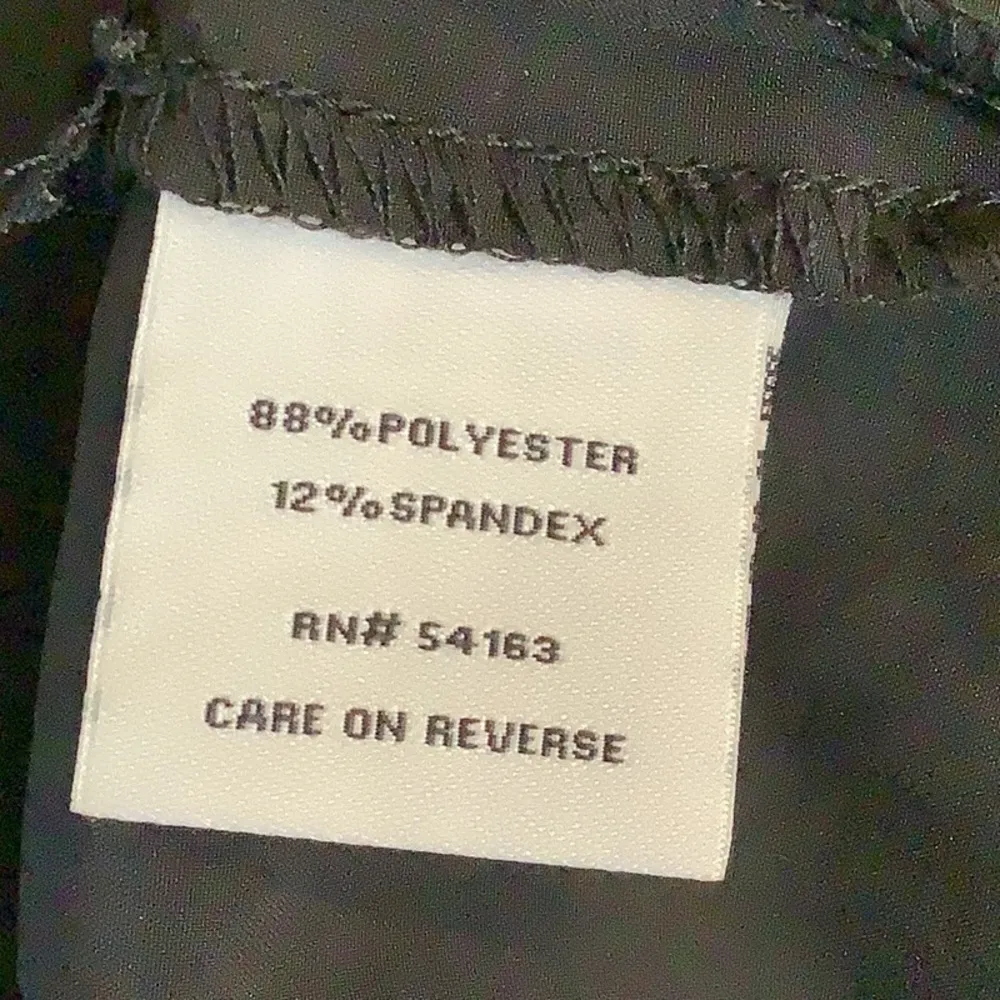 88% POLYESTER
12% SPANDEX
RN# 54163
CARE ON REVERSE